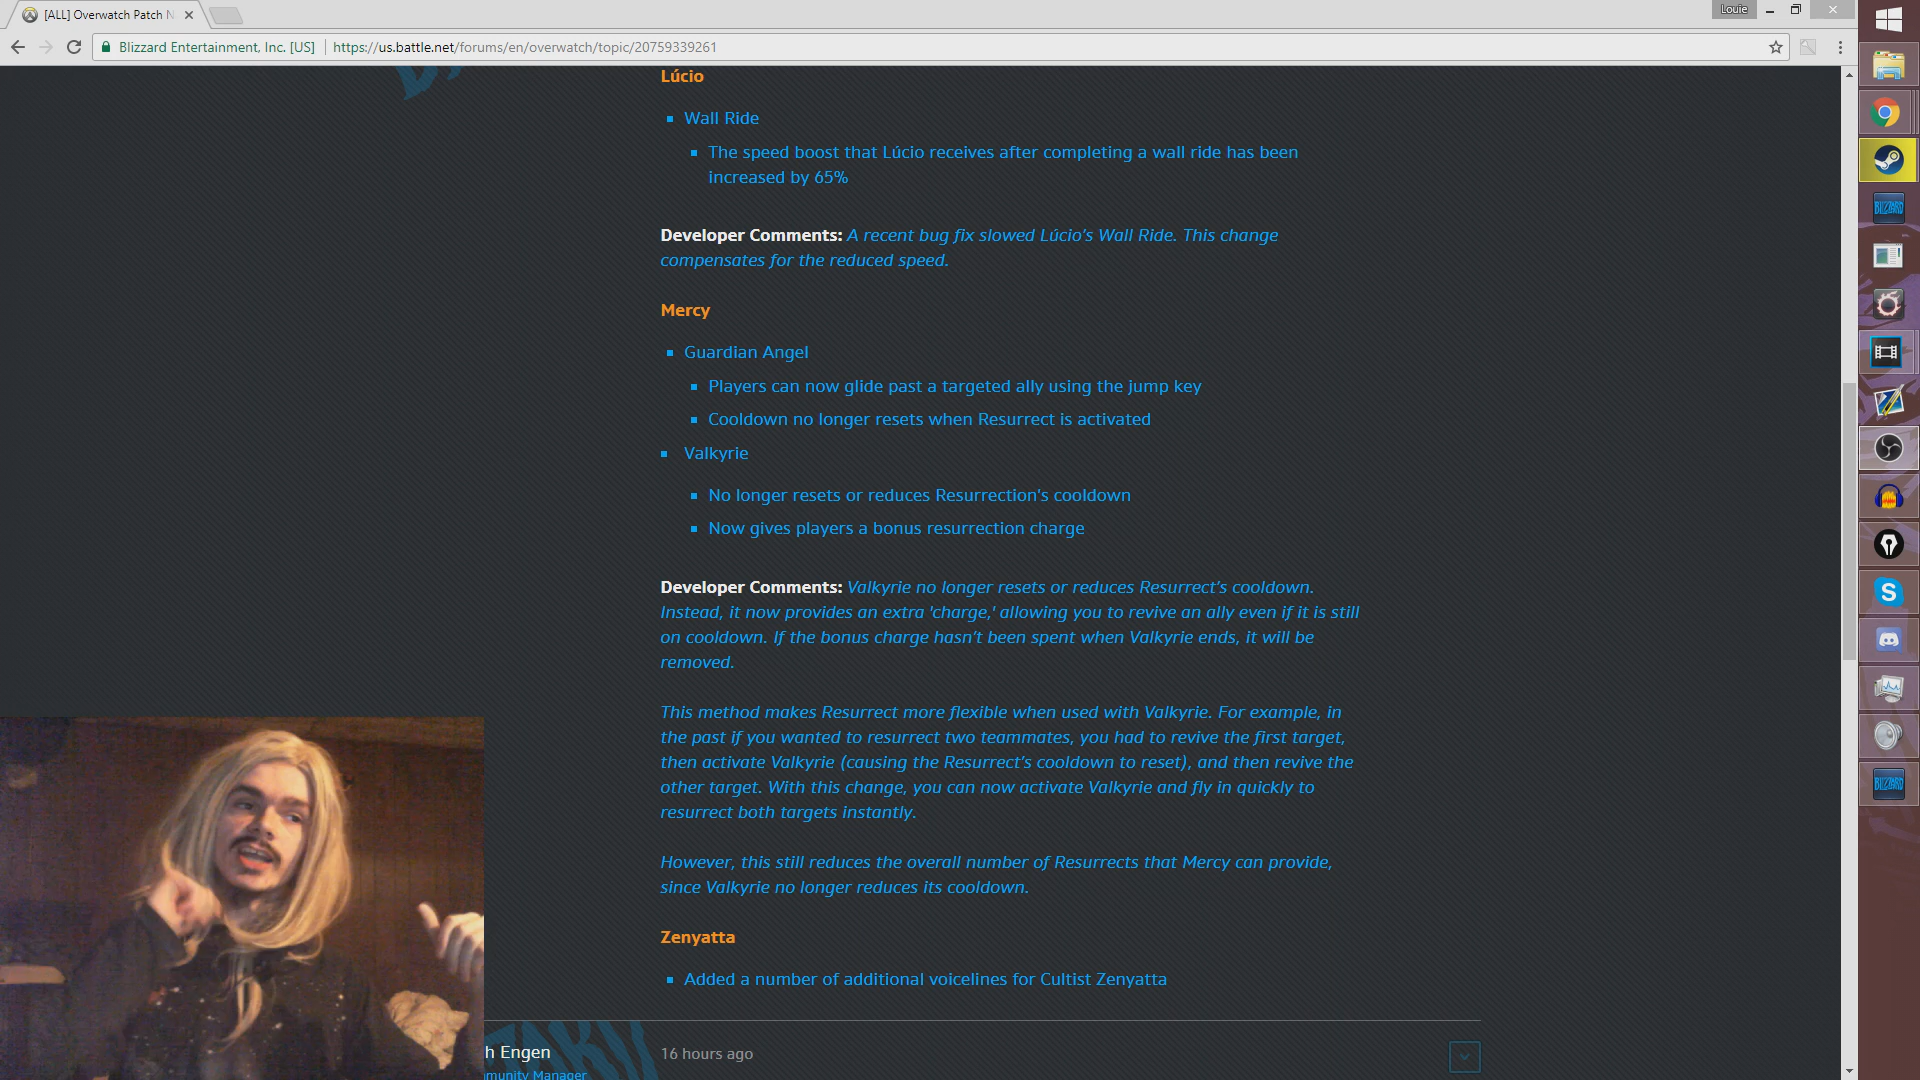 [ALL] Overwatch Patch N
Louie
Blizzard Entertainment, Inc. [US]
https://us.battle.net/forums/en/overwatch/topic/20759339261
Lúcio
Wall Ride
The speed boost that Lúcio receives after completing a wall ride has been
increased by 65%
Developer Comments: A recent bug fix slowed Lúcio’s Wall Ride. This change
compensates for the reduced speed.
Mercy
Guardian Angel
Players can now glide past a targeted ally using the jump key
Cooldown no longer resets when Resurrect is activated
Valkyrie
No longer resets or reduces Resurrection's cooldown
Now gives players a bonus resurrection charge
Developer Comments: Valkyrie no longer resets or reduces Resurrect’s cooldown.
Instead, it now provides an extra 'charge,' allowing you to revive an ally even if it is still
on cooldown. If the bonus charge hasn’t been spent when Valkyrie ends, it will be
removed.
This method makes Resurrect more flexible when used with Valkyrie. For example, in
the past if you wanted to resurrect two teammates, you had to revive the first target,
then activate Valkyrie (causing the Resurrect’s cooldown to reset), and then revive the
other target. With this change, you can now activate Valkyrie and fly in quickly to
resurrect both targets instantly.
However, this still reduces the overall number of Resurrects that Mercy can provide,
since Valkyrie no longer reduces its cooldown.
Zenyatta
Added a number of additional voicelines for Cultist Zenyatta
h Engen
16 hours ago
mmunity Manager
BLIZZARD
BLIZZARD